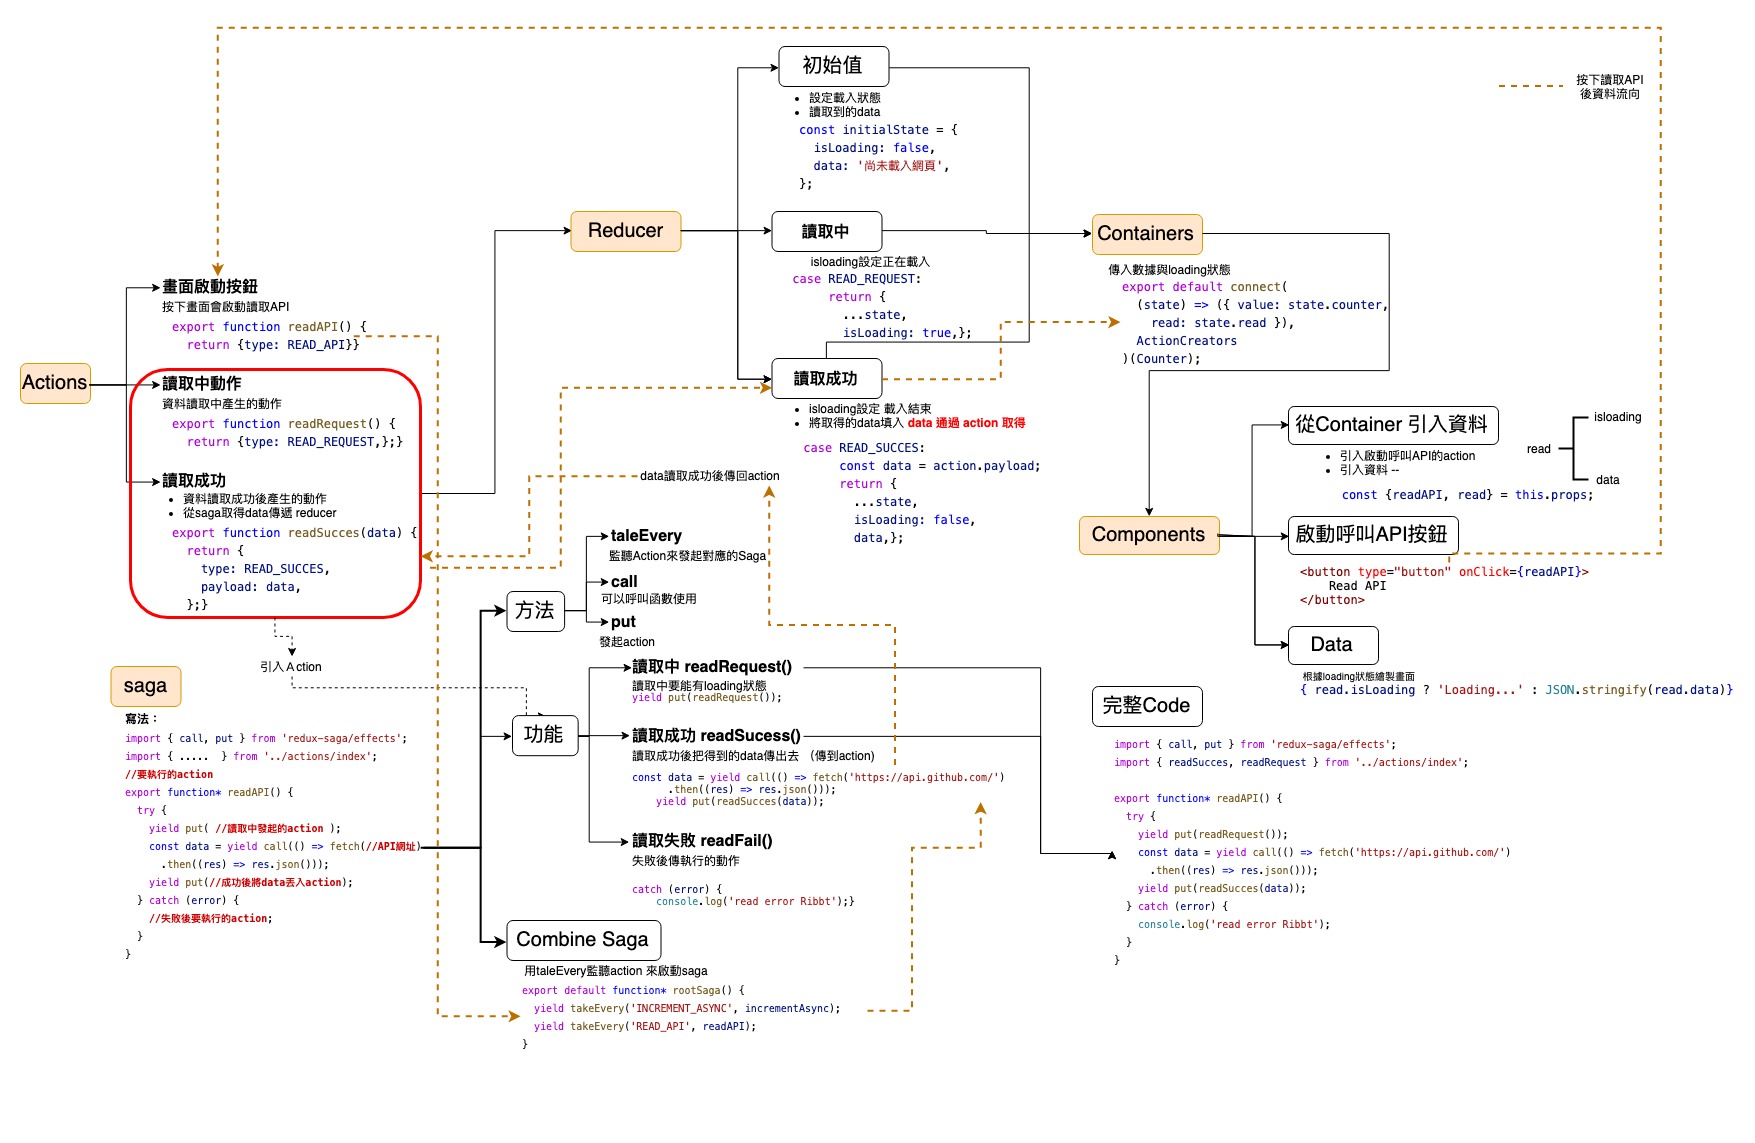 按下讀取API
後資料流向
初始值
設定載入狀態
讀取到的data
const initialState = {
isLoading: false,
data: '尚未載入網頁',
};
Reducer
讀取中
isloading設定正在載入
case READ_REQUEST:
return {
...state,
isLoading: true,};
讀取成功
isloading設定 載入結束
將取得的data填入 data 通過 action 取得
case READ_SUCCES:
const data = action.payload;
return {
...state,
isLoading: false,
data,};
Containers
傳入數據與loading狀態
export default connect(
(state) => ({ value: state.counter,
read: state.read }),
ActionCreators
)(Counter);
Actions
畫面啟動按鈕
按下畫面會啟動讀取API
export function readAPI() {
return {type: READ_API}}
讀取中動作
資料讀取中產生的動作
export function readRequest() {
return {type: READ_REQUEST,};}
讀取成功
資料讀取成功後產生的動作
從saga取得data傳遞 reducer
export function readSucces(data) {
return {
type: READ_SUCCES,
payload: data,
};}
data讀取成功後傳回action
引入Ａction
Components
從Container 引入資料
引入啟動呼叫API的action
引入資料 --
const {readAPI, read} = this.props;
read
isloading
data
啟動呼叫API按鈕
<button type="button" onClick={readAPI}>
Read API
</button>
Data
根據loading狀態繪製畫面
{ read.isLoading ? 'Loading...' : JSON.stringify(read.data)}
saga
寫法：
import { call, put } from 'redux-saga/effects';
import { ..... } from '../actions/index';
//要執行的action
export function* readAPI() {
try {
yield put( //讀取中發起的action );
const data = yield call(() => fetch(//API網址)
.then((res) => res.json()));
yield put(//成功後將data丟入action);
} catch (error) {
//失敗後要執行的action;
}
}
方法
taleEvery
監聽Action來發起對應的Saga
call
可以呼叫函數使用
put
發起action
功能
讀取中 readRequest()
讀取中要能有loading狀態
yield put(readRequest());
讀取成功 readSucess()
讀取成功後把得到的data傳出去 （傳到action)
const data = yield call(() => fetch('https://api.github.com/')
.then((res) => res.json()));
yield put(readSucces(data));
讀取失敗 readFail()
失敗後傳執行的動作
catch (error) {
console.log('read error Ribbt');}
Combine Saga
用taleEvery監聽action 來啟動saga
export default function* rootSaga() {
yield takeEvery('INCREMENT_ASYNC', incrementAsync);
yield takeEvery('READ_API', readAPI);
}
完整Code
import { call, put } from 'redux-saga/effects';
import { readSucces, readRequest } from '../actions/index';
export function* readAPI() {
try {
yield put(readRequest());
const data = yield call(() => fetch('https://api.github.com/')
.then((res) => res.json()));
yield put(readSucces(data));
} catch (error) {
console.log('read error Ribbt');
}
}